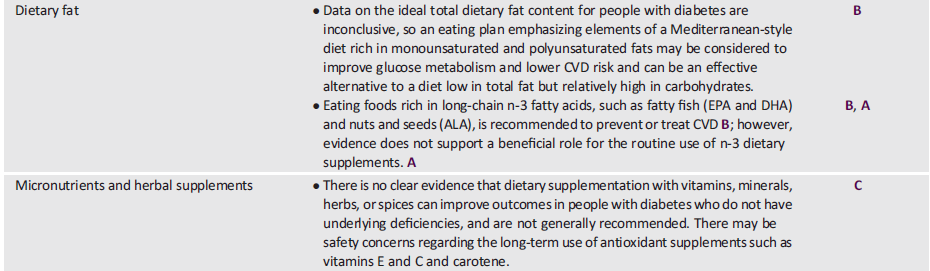 Dietary fat
● Data on the ideal total dietary fat content for people with diabetes are B
inconclusive, so an eating plan emphasizing elements of a Mediterranean-style
diet rich in monounsaturated and polyunsaturated fats may be considered to
improve glucose metabolism and lower CVD risk and can be an effective
alternative to a diet low in total fat but relatively high in carbohydrates.
● Eating foods rich in long-chain n-3 fatty acids, such as fatty fish (EPA and DHA) B, A
and nuts and seeds (ALA), is recommended to prevent or treat CVD B; however,
evidence does not support a beneficial role for the routine use of n-3 dietary
supplements. A
Micronutrients and herbal supplements
● There is no clear evidence that dietary supplementation with vitamins, minerals, C
herbs, or spices can improve outcomes in people with diabetes who do not have
underlying deficiencies, and are not generally recommended. There may be
safety concerns regarding the long-term use of antioxidant supplements such as
vitamins E and C and carotene.